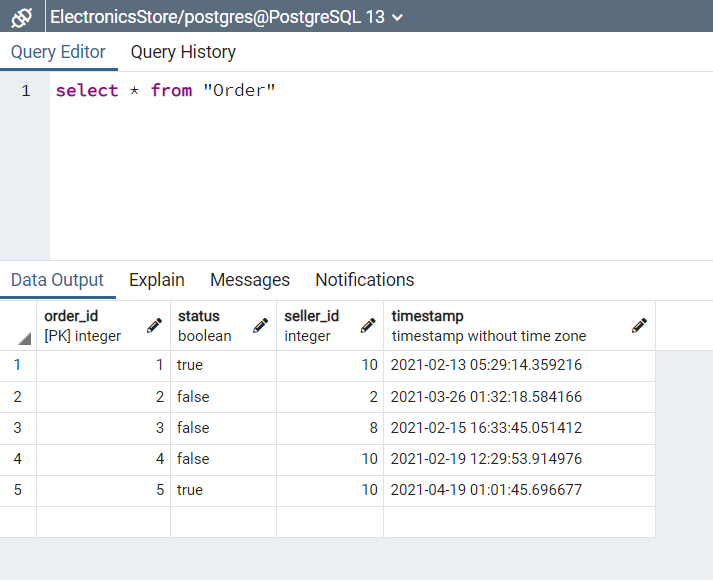 ElectronicsStore/postgres@PostgreSQL 13
Query Editor Query History
1 select * from "Order"
Data Output Explain Messages Notifications
order_id status seller_id timestamp
[PK] integer boolean integer timestamp without time zone
1 1 true 10 2021-02-13 05:29:14.359216
2 2 false 2 2021-03-26 01:32:18.584166
3 3 false 8 2021-02-15 16:33:45.051412
4 4 false 10 2021-02-19 12:29:53.914976
5 5 true 10 2021-04-19 01:01:45.696677